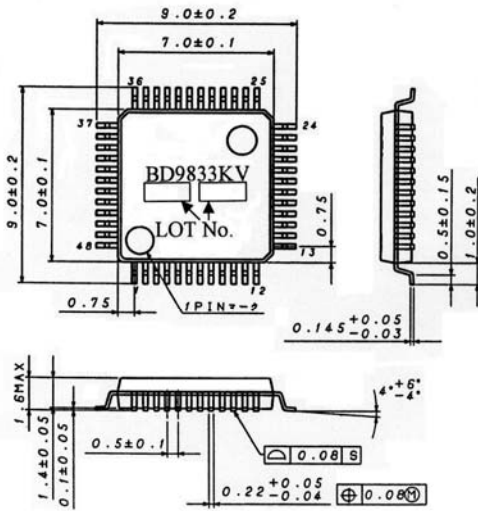 9.0±0.2
7.0±0.1
36
25
37
24
9.0±0.2
7.0±0.1
BD9833KV
LOT No.
0.75
0.5±0.15
1.0±0.2
48
13
1
12
0.75
1PINマーク
0.145 +0.05 -0.03
1.6MAX
1.4±0.05
0.1±0.05
0.5±0.1
4° +6° -4°
0.08 S
0.22 +0.05 -0.04
⌖ 0.08Ⓜ